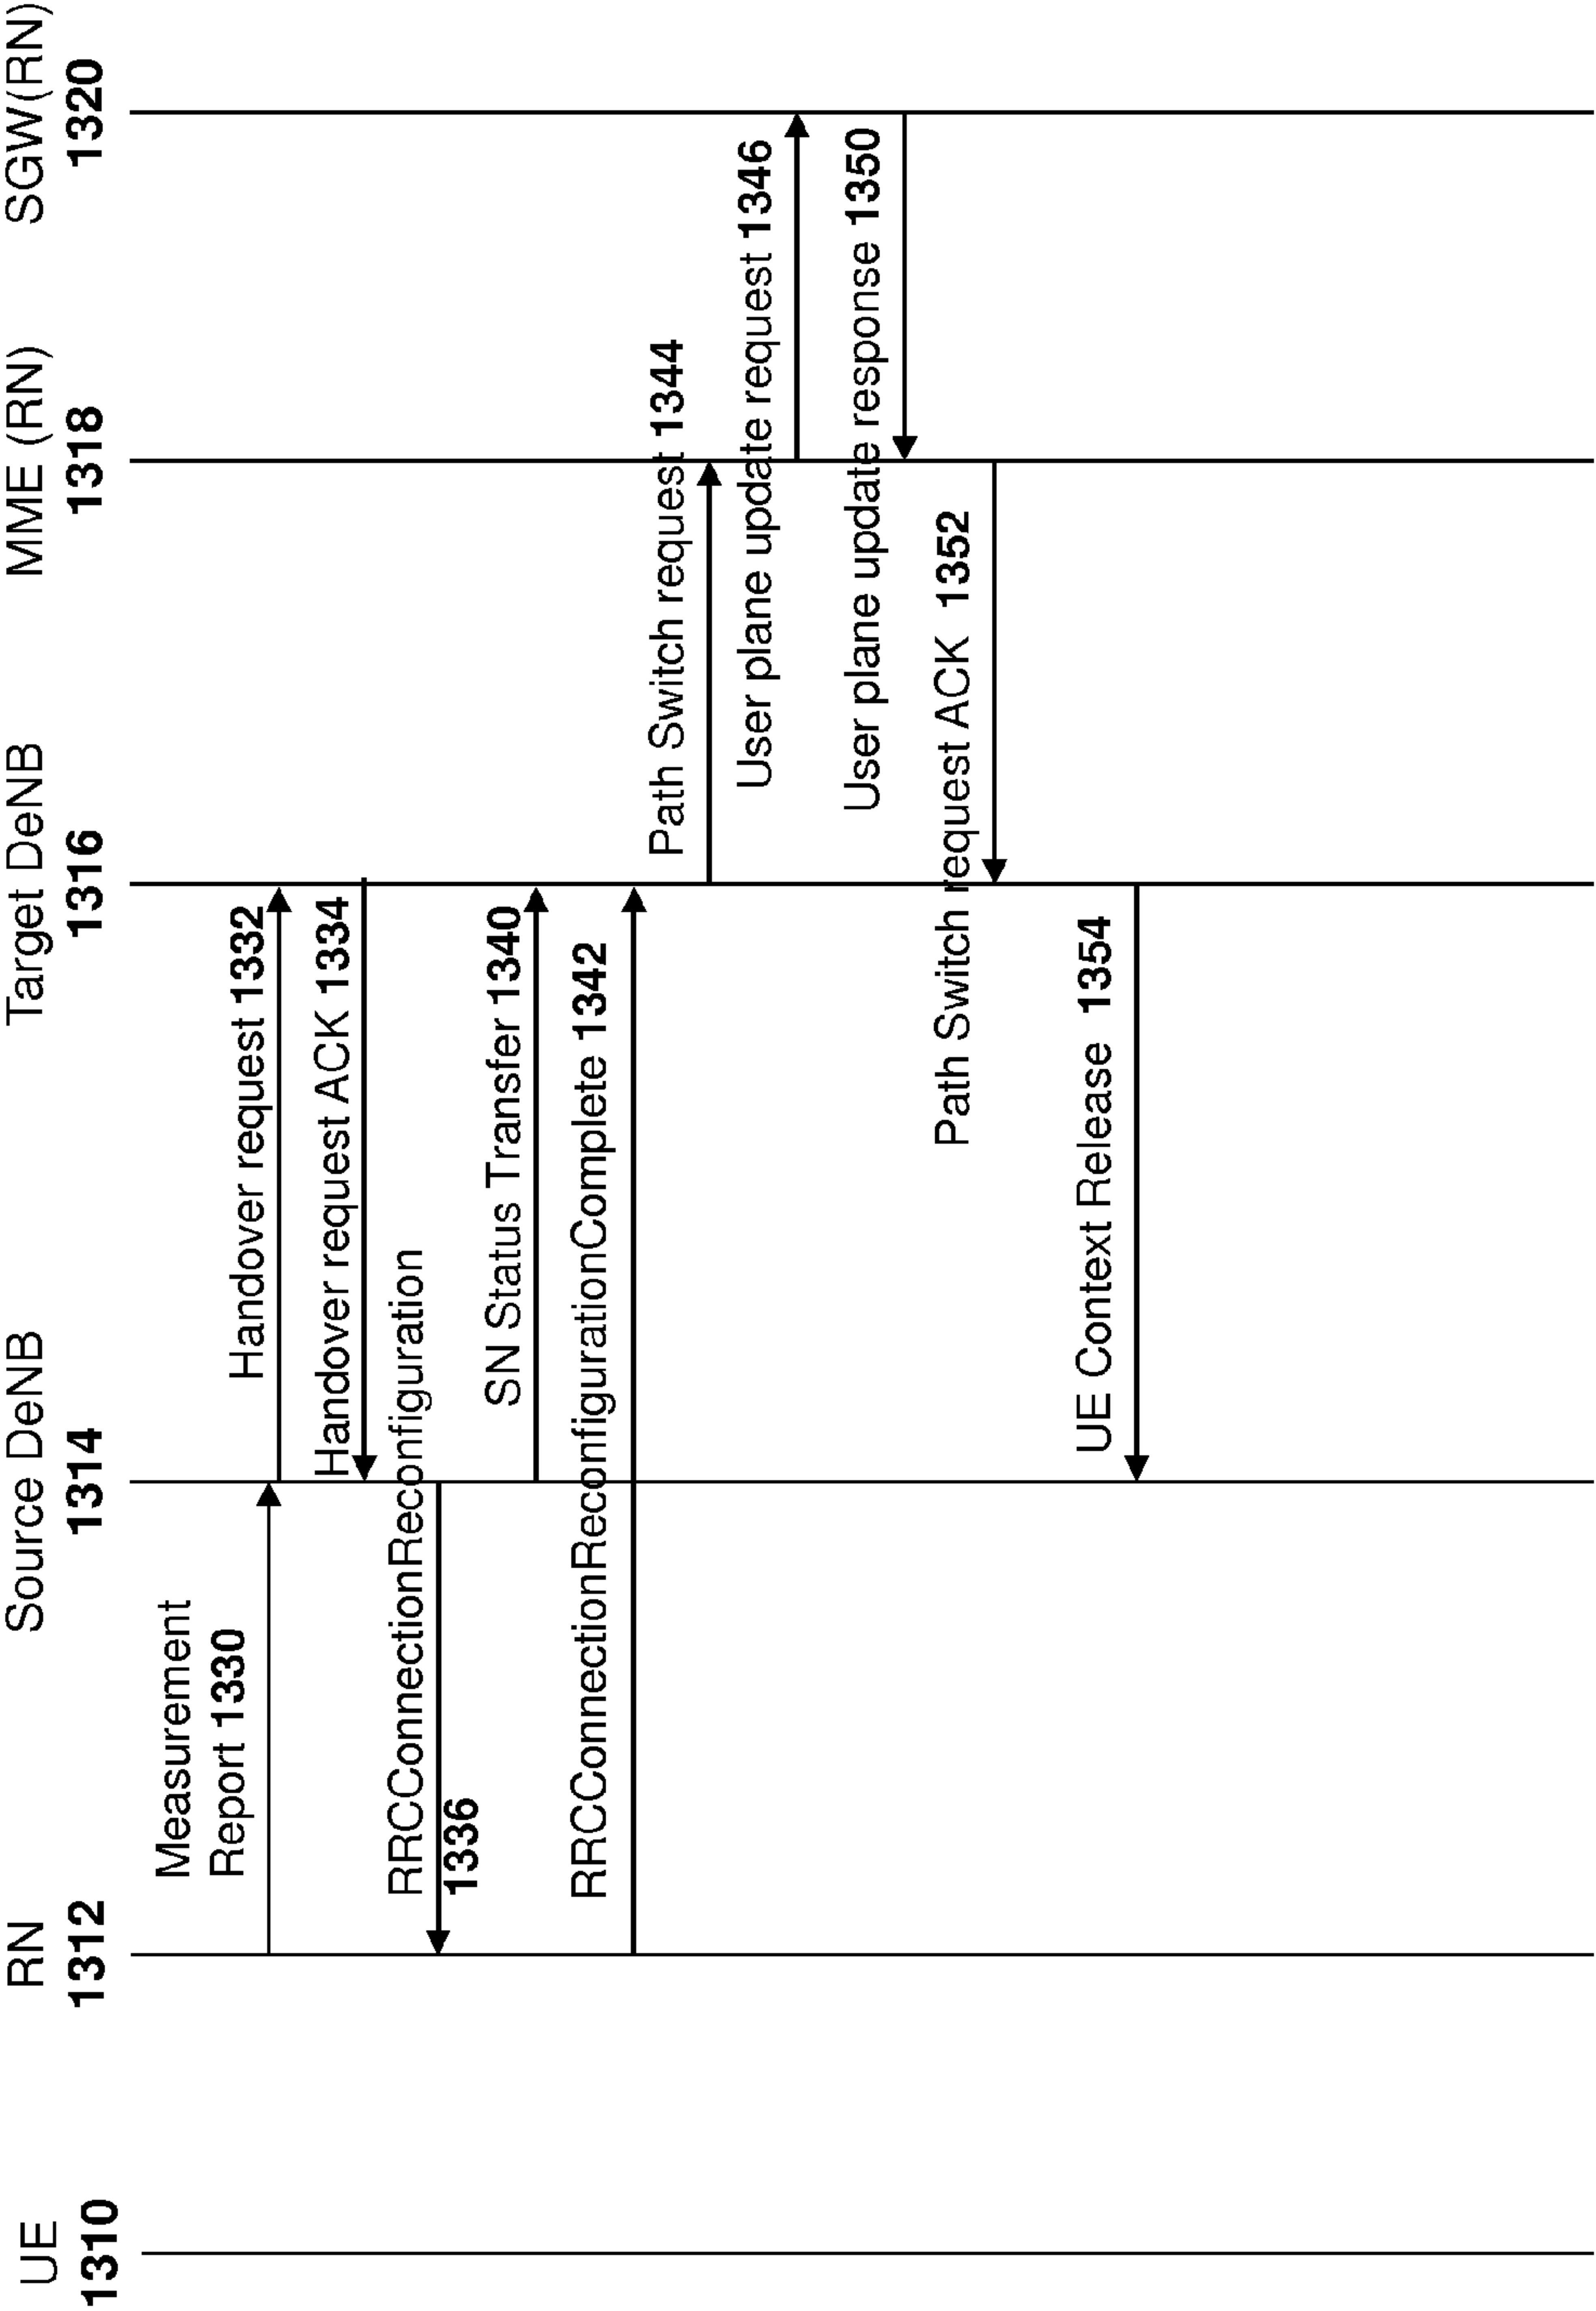 UE
1310
RN
1312
Source DeNB
1314
Target DeNB
1316
MME (RN)
1318
SGW(RN)
1320
Measurement
Report 1330
Handover request 1332
Handover request ACK 1334
RRCConnectionReconfiguration
1336
SN Status Transfer 1340
RRCConnectionReconfigurationComplete 1342
Path Switch request 1344
User plane update request 1346
User plane update response 1350
Path Switch request ACK 1352
UE Context Release 1354